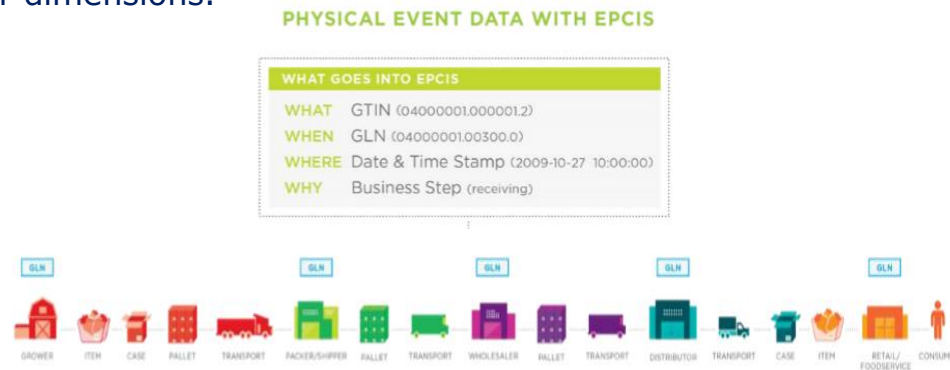 dimensions:
PHYSICAL EVENT DATA WITH EPCIS
WHAT GOES INTO EPCIS
WHAT GTIN (04000001.000001.2)
WHEN GLN (04000001.00300.0)
WHERE Date & Time Stamp (2009-10-27 10:00:00)
WHY Business Step (receiving)
GLN GLN GLN GLN GLN
GROWER ITEM CASE PALLET TRANSPORT PACKER/SHIPPER PALLET TRANSPORT WHOLESALER PALLET TRANSPORT DISTRIBUTOR TRANSPORT CASE ITEM RETAIL/ CONSUM
FOODSERVICE